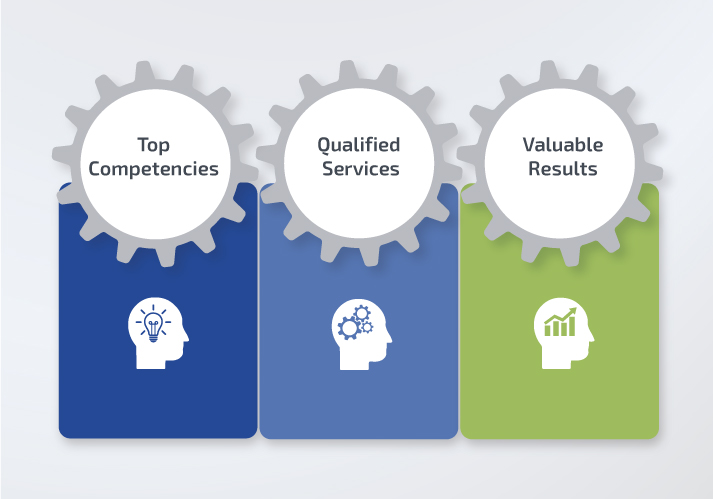 Top
Competencies
Qualified
Services
Valuable
Results